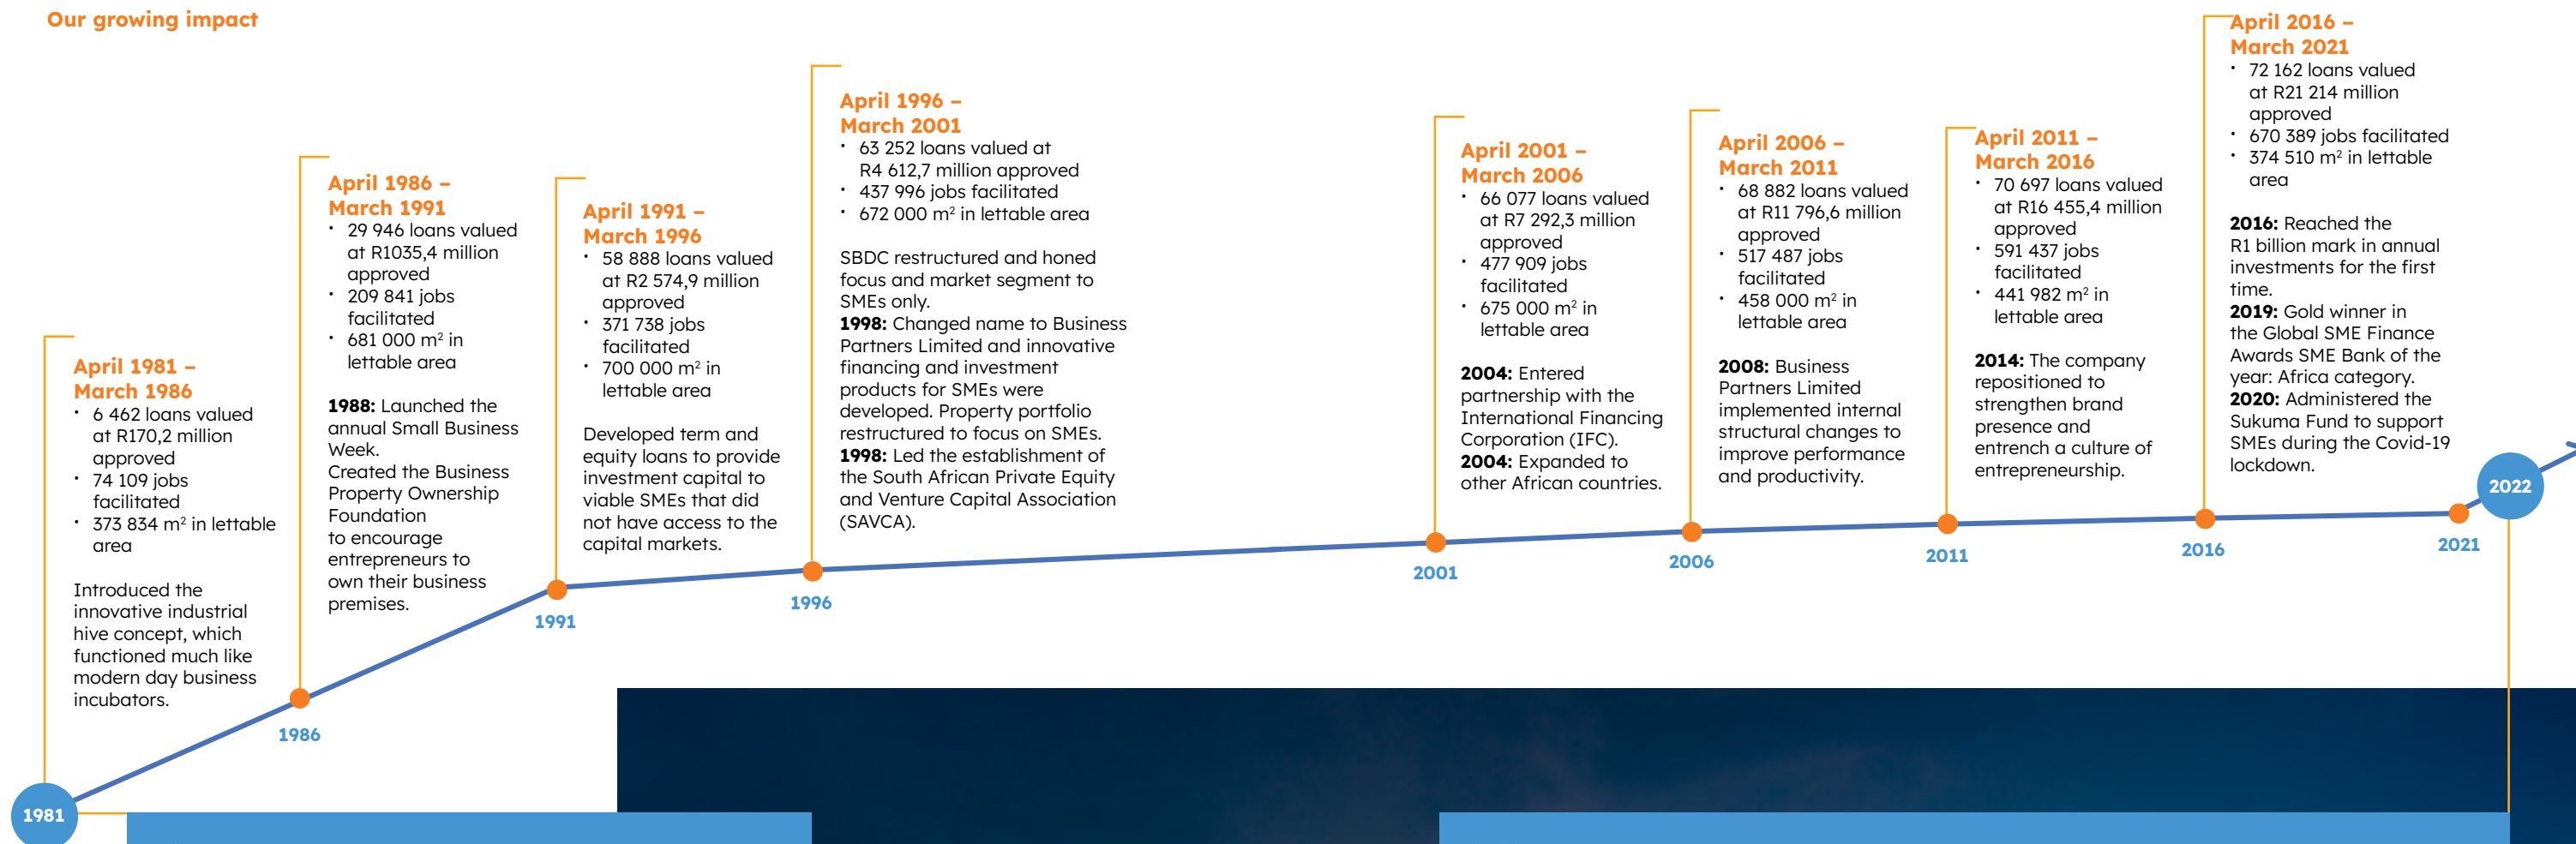 Our growing impact
April 1981 –
March 1986
• 6 462 loans valued
at R170,2 million
approved
• 74 109 jobs
facilitated
• 373 834 m² in lettable
area
Introduced the
innovative industrial
hive concept, which
functioned much like
modern day business
incubators.
1981
April 1986 –
March 1991
• 29 946 loans valued
at R1035,4 million
approved
• 209 841 jobs
facilitated
• 681 000 m² in
lettable area
1988: Launched the
annual Small Business
Week.
Created the Business
Property Ownership
Foundation
to encourage
entrepreneurs to
own their business
premises.
1986
April 1991 –
March 1996
• 58 888 loans valued
at R2 574,9 million
approved
• 371 738 jobs
facilitated
• 700 000 m² in
lettable area
Developed term and
equity loans to provide
investment capital to
viable SMEs that did
not have access to the
capital markets.
1991
April 1996 –
March 2001
• 63 252 loans valued at
R4 612,7 million approved
• 437 996 jobs facilitated
• 672 000 m² in lettable area
SBDC restructured and honed
focus and market segment to
SMEs only.
1998: Changed name to Business
Partners Limited and innovative
financing and investment
products for SMEs were
developed. Property portfolio
restructured to focus on SMEs.
1998: Led the establishment of
the South African Private Equity
and Venture Capital Association
(SAVCA).
1996
April 2001 –
March 2006
• 66 077 loans valued
at R7 292,3 million
approved
• 477 909 jobs
facilitated
• 675 000 m² in
lettable area
2004: Entered
partnership with the
International Financing
Corporation (IFC).
2004: Expanded to
other African countries.
2001
April 2006 –
March 2011
• 68 882 loans valued
at R11 796,6 million
approved
• 517 487 jobs
facilitated
• 458 000 m² in
lettable area
2008: Business
Partners Limited
implemented internal
structural changes to
improve performance
and productivity.
2006
April 2011 –
March 2016
• 70 697 loans valued
at R16 455,4 million
approved
• 591 437 jobs
facilitated
• 441 982 m² in
lettable area
2014: The company
repositioned to
strengthen brand
presence and
entrench a culture of
entrepreneurship.
2011
April 2016 –
March 2021
• 72 162 loans valued
at R21 214 million
approved
• 670 389 jobs facilitated
• 374 510 m² in lettable
area
2016: Reached the
R1 billion mark in annual
investments for the first
time.
2019: Gold winner in
the Global SME Finance
Awards SME Bank of the
year: Africa category.
2020: Administered the
Sukuma Fund to support
SMEs during the Covid-19
lockdown.
2016
2021
2022